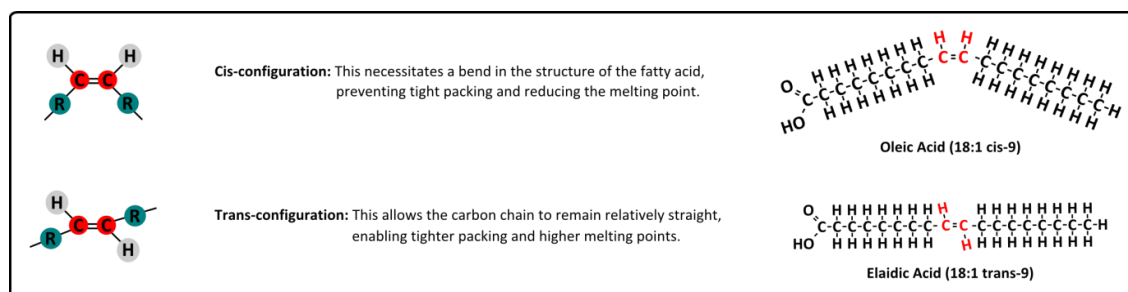 H H
C=C
R R
Cis-configuration: This necessitates a bend in the structure of the fatty acid,
preventing tight packing and reducing the melting point.
O
HO
H H
C=C
Oleic Acid (18:1 cis-9)
H R
C=C
R H
Trans-configuration: This allows the carbon chain to remain relatively straight,
enabling tighter packing and higher melting points.
O
HO
H
C=C
H
Elaidic Acid (18:1 trans-9)